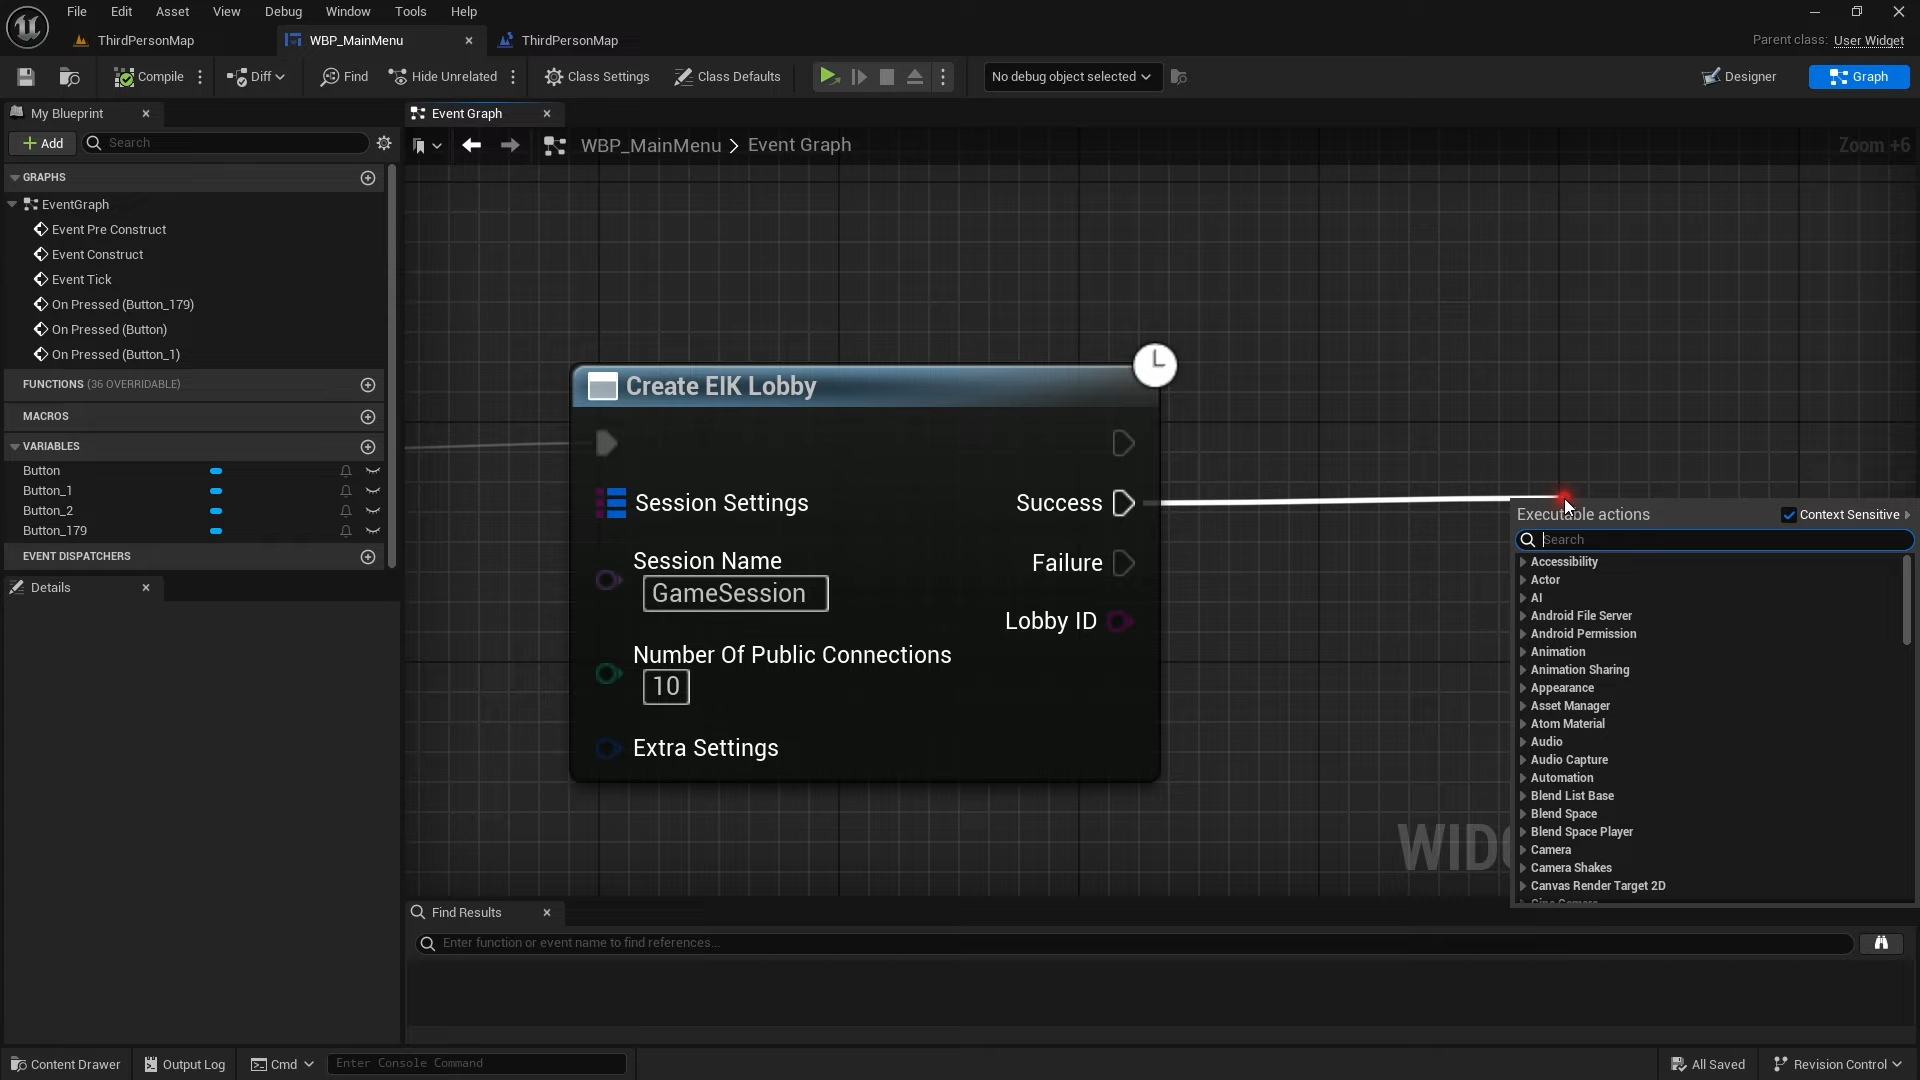 File Edit Asset View Debug Window Tools Help
ThirdPersonMap WBP_MainMenu ThirdPersonMap
Parent class: User Widget
Compile Diff Find Hide Unrelated Class Settings Class Defaults No debug object selected Designer Graph
My Blueprint
Event Graph
Add Search
WBP_MainMenu > Event Graph
Zoom +6
GRAPHS
EventGraph
Event Pre Construct
Event Construct
Event Tick
On Pressed (Button_179)
On Pressed (Button)
On Pressed (Button_1)
FUNCTIONS (36 OVERRIDABLE)
MACROS
VARIABLES
Button
Button_1
Button_2
Button_179
EVENT DISPATCHERS
Details
Create EIK Lobby
Session Settings
Success
Session Name
GameSession
Failure
Lobby ID
Number Of Public Connections
10
Extra Settings
Executable actions
Context Sensitive
Search
Accessibility
Actor
AI
Android File Server
Android Permission
Animation
Animation Sharing
Appearance
Asset Manager
Atom Material
Audio
Audio Capture
Automation
Blend List Base
Blend Space
Blend Space Player
Camera
Camera Shakes
Canvas Render Target 2D
Find Results
Enter function or event name to find references...
Content Drawer Output Log Cmd Enter Console Command
All Saved Revision Control